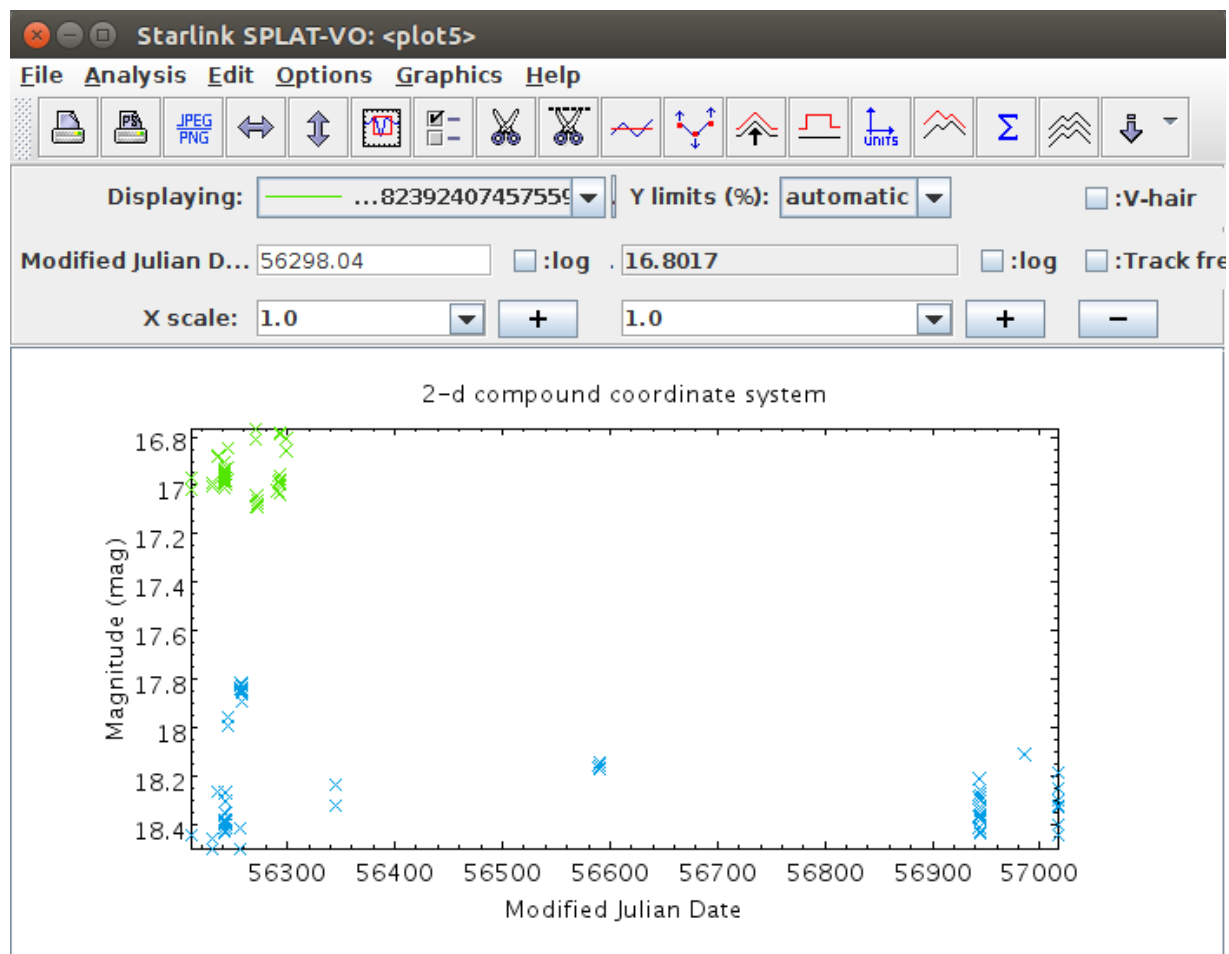 Starlink SPLAT-VO: <plot5>
File Analysis Edit Options Graphics Help
PS JPEG PNG UNITS Σ
Displaying: ...82392407457559 Y limits (%): automatic :V-hair
Modified Julian D... 56298.04 :log . 16.8017 :log :Track fre
X scale: 1.0 + 1.0 + −
2-d compound coordinate system
16.8
17
17.2
17.4
17.6
17.8
18
18.2
18.4
Magnitude (mag)
56300 56400 56500 56600 56700 56800 56900 57000
Modified Julian Date